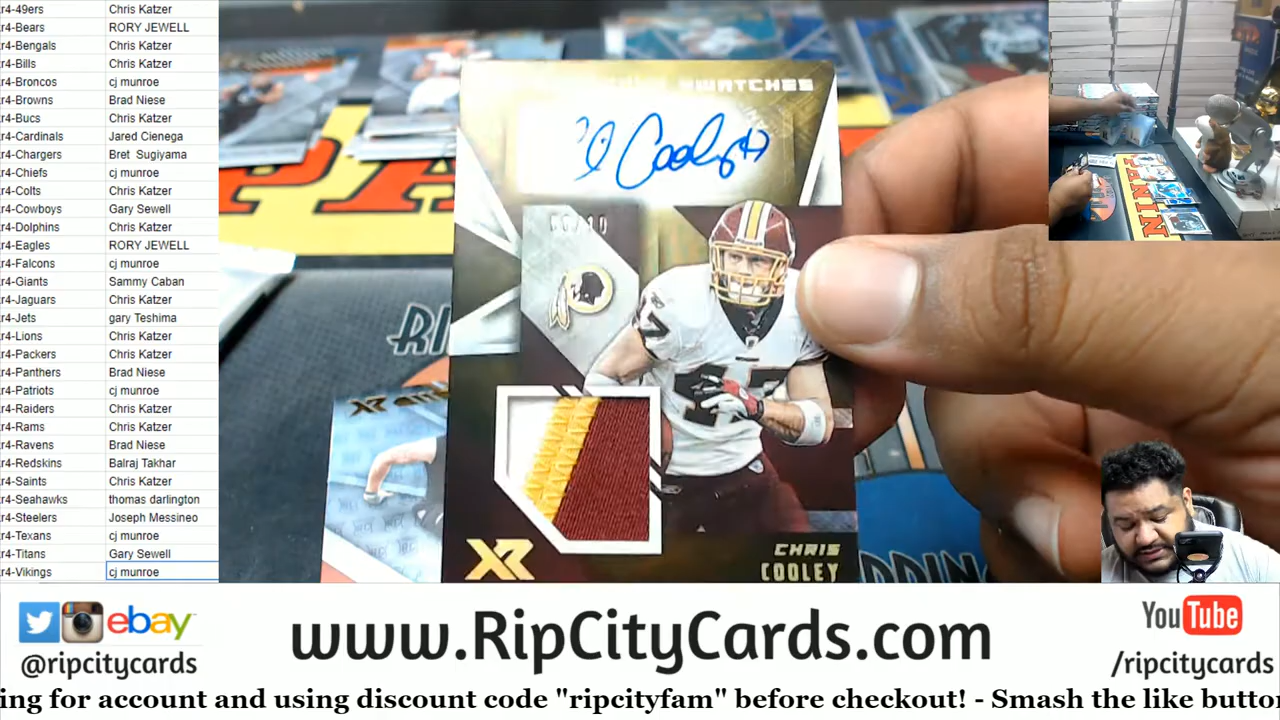 r4-49ers Chris Katzer
r4-Bears RORY JEWELL
r4-Bengals Chris Katzer
r4-Bills Chris Katzer
r4-Broncos cj munroe
r4-Browns Brad Niese
r4-Bucs Chris Katzer
r4-Cardinals Jared Cienega
r4-Chargers Bret Sugiyama
r4-Chiefs cj munroe
r4-Colts Chris Katzer
r4-Cowboys Gary Sewell
r4-Dolphins Chris Katzer
r4-Eagles RORY JEWELL
r4-Falcons cj munroe
r4-Giants Sammy Caban
r4-Jaguars Chris Katzer
r4-Jets gary Teshima
r4-Lions Chris Katzer
r4-Packers Chris Katzer
r4-Panthers Brad Niese
r4-Patriots cj munroe
r4-Raiders Chris Katzer
r4-Rams Chris Katzer
r4-Ravens Brad Niese
r4-Redskins Balraj Takhar
r4-Saints Chris Katzer
r4-Seahawks thomas darlington
r4-Steelers Joseph Messineo
r4-Texans cj munroe
r4-Titans Gary Sewell
r4-Vikings cj munroe
SWATCHES
Cooley
47
XR
CHRIS
COOLEY
XR
PANIN
ebay
@ripcitycards
www.RipCityCards.com
YouTube
/ripcitycards
ing for account and using discount code "ripcityfam" before checkout! - Smash the like button